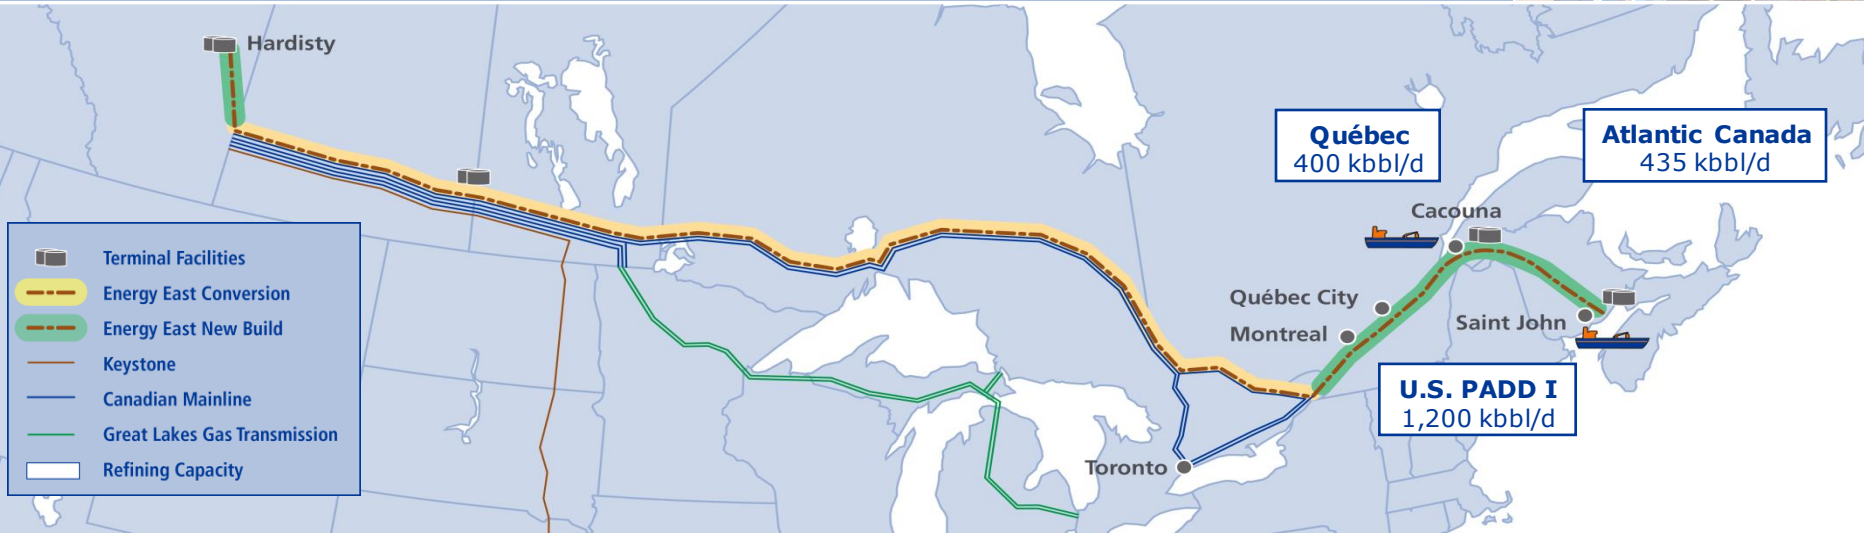 Hardisty
Québec
400 kbbl/d
Atlantic Canada
435 kbbl/d
Cacouna
Québec City
Montreal
Saint John
U.S. PADD I
1,200 kbbl/d
Toronto
Terminal Facilities
Energy East Conversion
Energy East New Build
Keystone
Canadian Mainline
Great Lakes Gas Transmission
Refining Capacity